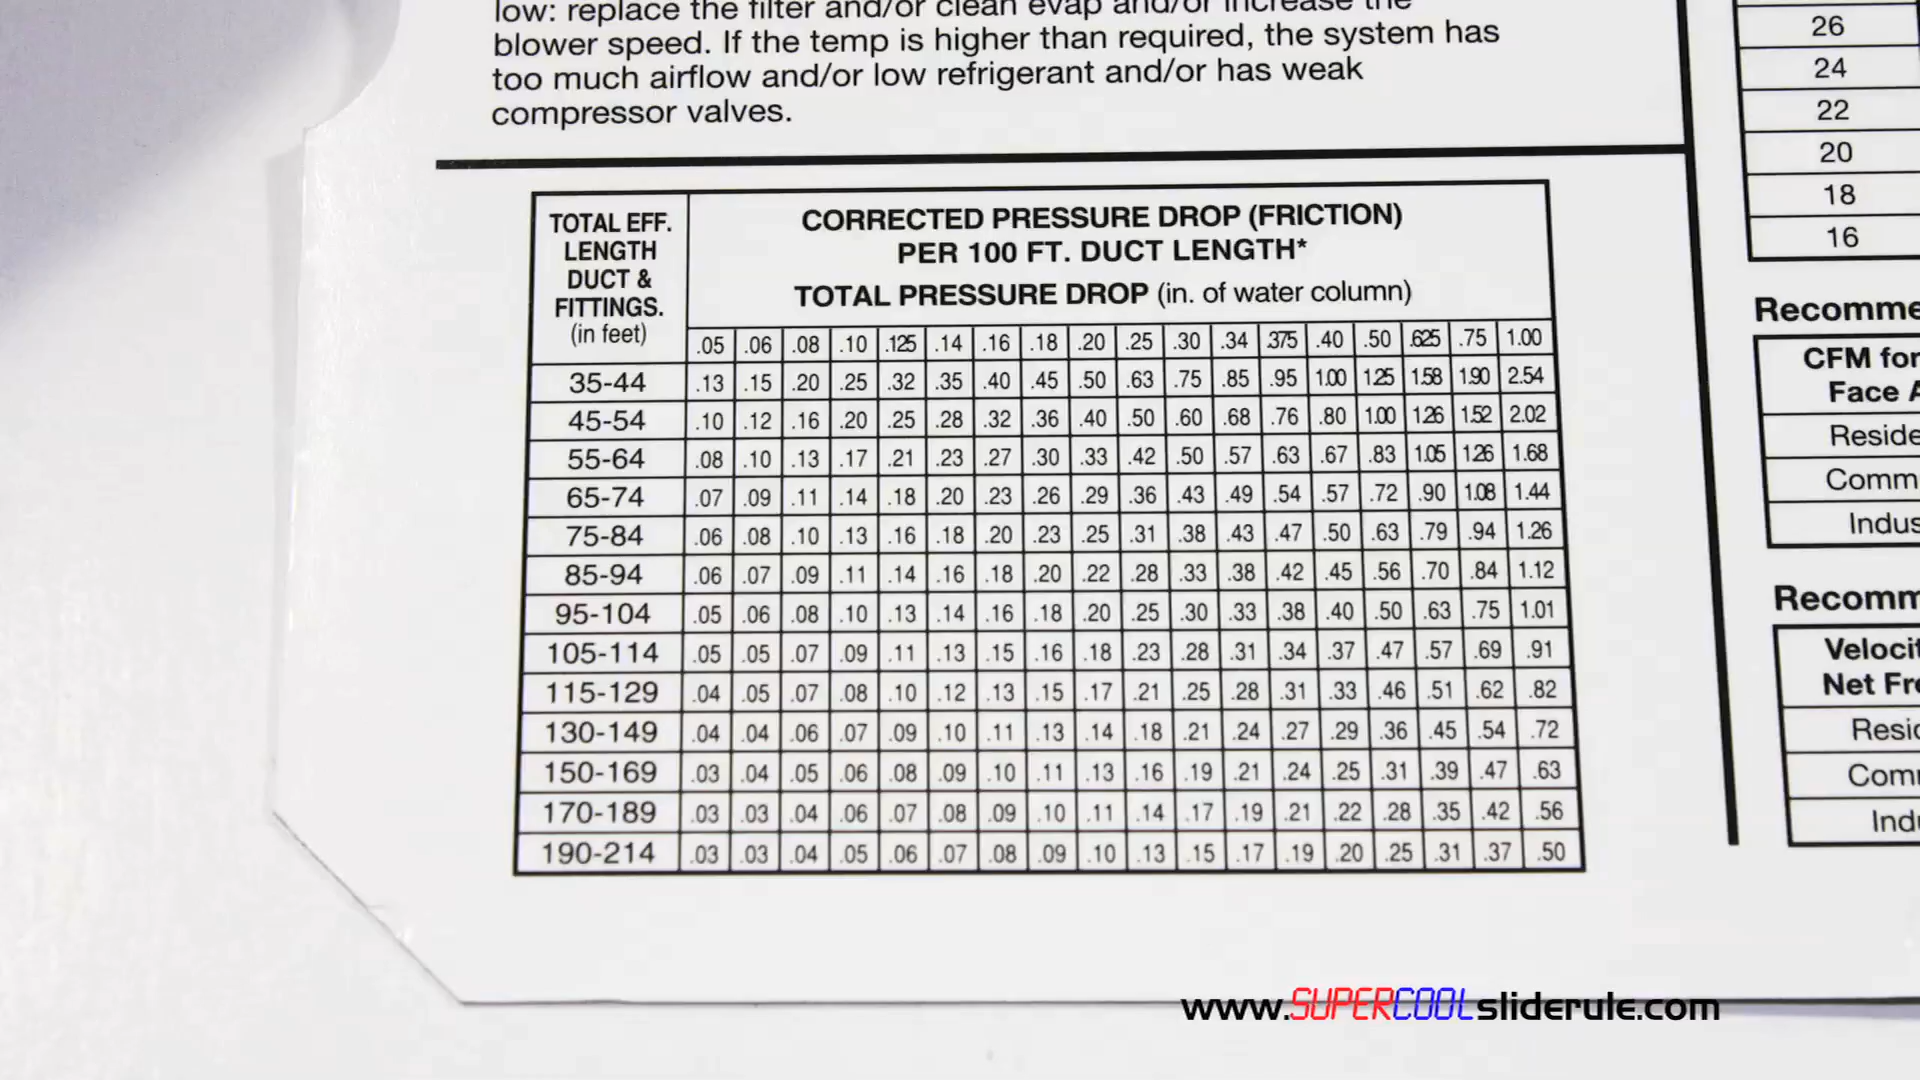 low: replace the filter and/or clean evap and/or increase the
blower speed. If the temp is higher than required, the system has
too much airflow and/or low refrigerant and/or has weak
compressor valves.
TOTAL EFF.
LENGTH
DUCT &
FITTINGS.
(in feet)
CORRECTED PRESSURE DROP (FRICTION)
PER 100 FT. DUCT LENGTH*
TOTAL PRESSURE DROP (in. of water column)
.05 .06 .08 .10 .125 .14 .16 .18 .20 .25 .30 .34 .375 .40 .50 .625 .75 1.00
35-44 .13 .15 .20 .25 .32 .35 .40 .45 .50 .63 .75 .85 .95 1.00 1.25 1.58 1.90 2.54
45-54 .10 .12 .16 .20 .25 .28 .32 .36 .40 .50 .60 .68 .76 .80 1.00 1.26 1.52 2.02
55-64 .08 .10 .13 .17 .21 .23 .27 .30 .33 .42 .50 .57 .63 .67 .83 1.05 1.26 1.68
65-74 .07 .09 .11 .14 .18 .20 .23 .26 .29 .36 .43 .49 .54 .57 .72 .90 1.08 1.44
75-84 .06 .08 .10 .13 .16 .18 .20 .23 .25 .31 .38 .43 .47 .50 .63 .79 .94 1.26
85-94 .06 .07 .09 .11 .14 .16 .18 .20 .22 .28 .33 .38 .42 .45 .56 .70 .84 1.12
95-104 .05 .06 .08 .10 .13 .14 .16 .18 .20 .25 .30 .33 .38 .40 .50 .63 .75 1.01
105-114 .05 .05 .07 .09 .11 .13 .15 .16 .18 .23 .28 .31 .34 .37 .47 .57 .69 .91
115-129 .04 .05 .07 .08 .10 .12 .13 .15 .17 .21 .25 .28 .31 .33 .46 .51 .62 .82
130-149 .04 .04 .06 .07 .09 .10 .11 .13 .14 .18 .21 .24 .27 .29 .36 .45 .54 .72
150-169 .03 .04 .05 .06 .08 .09 .10 .11 .13 .16 .19 .21 .24 .25 .31 .39 .47 .63
170-189 .03 .03 .04 .06 .07 .08 .09 .10 .11 .14 .17 .19 .21 .22 .28 .35 .42 .56
190-214 .03 .03 .04 .05 .06 .07 .08 .09 .10 .13 .15 .17 .19 .20 .25 .31 .37 .50
26
24
22
20
18
16
CFM for
Face
www.SUPERCOOLsliderule.com